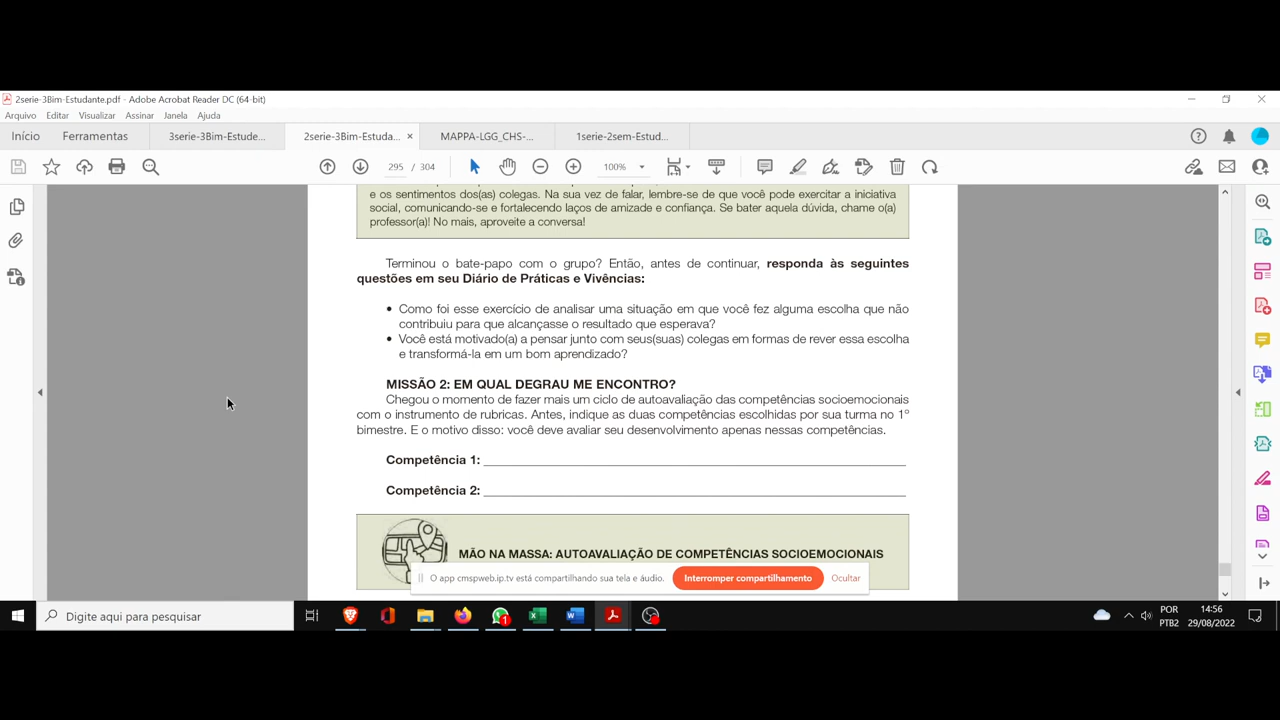 2serie-3Bim-Estudante.pdf - Adobe Acrobat Reader DC (64-bit)
Arquivo Editar Visualizar Assinar Janela Ajuda
Início Ferramentas 3serie-3Bim-Estude... 2serie-3Bim-Estuda... × MAPPA-LGG_CHS-... 1serie-2sem-Estud...
295 / 304 100%
e os sentimentos dos(as) colegas. Na sua vez de falar, lembre-se de que você pode exercitar a iniciativa
social, comunicando-se e fortalecendo laços de amizade e confiança. Se bater aquela dúvida, chame o(a)
professor(a)! No mais, aproveite a conversa!
Terminou o bate-papo com o grupo? Então, antes de continuar, responda às seguintes
questões em seu Diário de Práticas e Vivências:
• Como foi esse exercício de analisar uma situação em que você fez alguma escolha que não
contribuiu para que alcançasse o resultado que esperava?
• Você está motivado(a) a pensar junto com seus(suas) colegas em formas de rever essa escolha
e transformá-la em um bom aprendizado?
MISSÃO 2: EM QUAL DEGRAU ME ENCONTRO?
Chegou o momento de fazer mais um ciclo de autoavaliação das competências socioemocionais
com o instrumento de rubricas. Antes, indique as duas competências escolhidas por sua turma no 1º
bimestre. E o motivo disso: você deve avaliar seu desenvolvimento apenas nessas competências.
Competência 1:
Competência 2:
MÃO NA MASSA: AUTOAVALIAÇÃO DE COMPETÊNCIAS SOCIOEMOCIONAIS
O app cmspweb.ip.tv está compartilhando sua tela e áudio. Interromper compartilhamento Ocultar
Digite aqui para pesquisar
1
POR
PTB2
14:56
29/08/2022